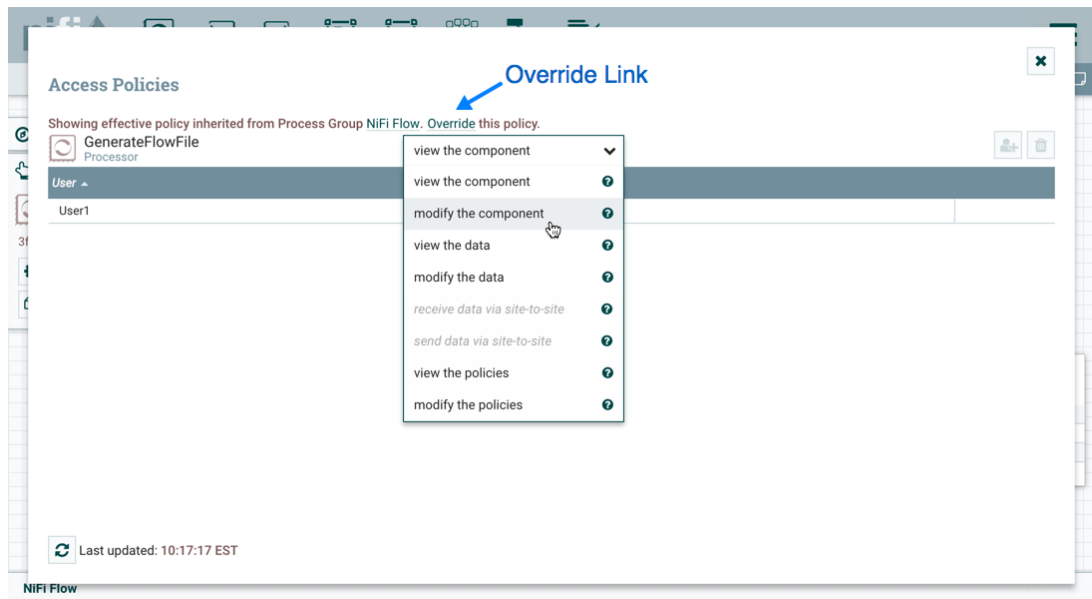 Override Link
Access Policies
Showing effective policy inherited from Process Group NiFi Flow. Override this policy.
GenerateFlowFile
Processor
view the component
User
view the component
User1
modify the component
view the data
modify the data
receive data via site-to-site
send data via site-to-site
view the policies
modify the policies
Last updated: 10:17:17 EST
NiFi Flow